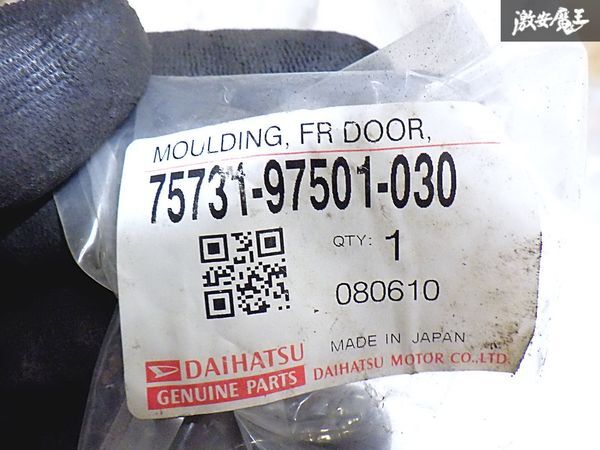 激安魔王
MOULDING, FR DOOR,
75731-97501-030
QTY: 1
080610
MADE IN JAPAN
DAIHATSU
GENUINE PARTS
DAIHATSU MOTOR CO.,LTD.